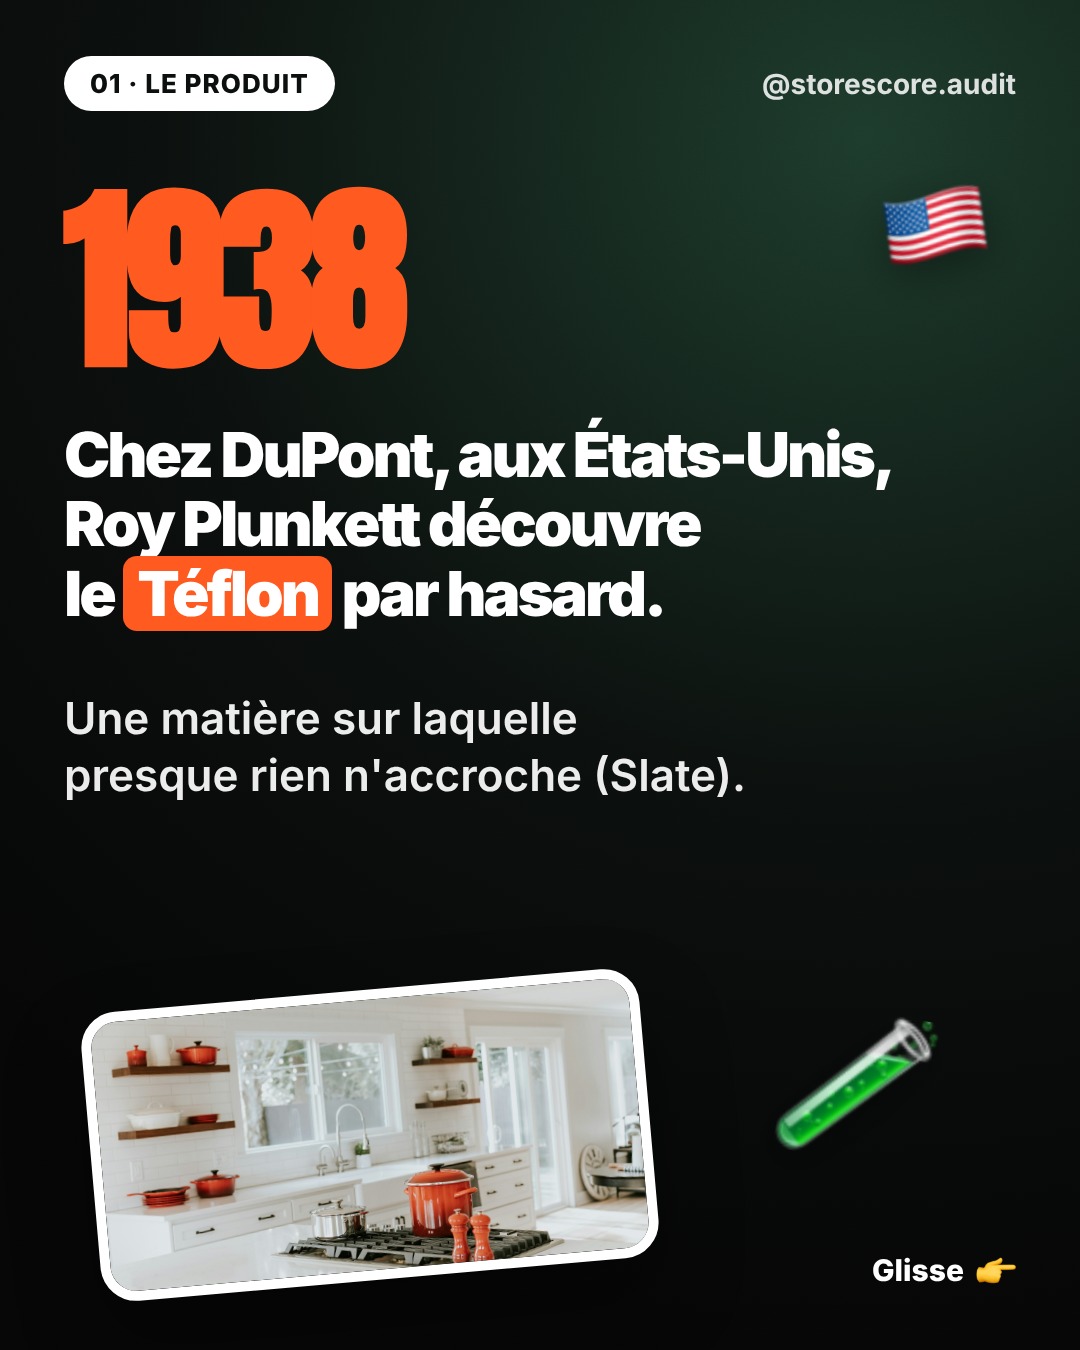 01 · LE PRODUIT
@storescore.audit
1938
Chez DuPont, aux États-Unis,
Roy Plunkett découvre
le Téflon par hasard.
Une matière sur laquelle
presque rien n'accroche (Slate).
Glisse